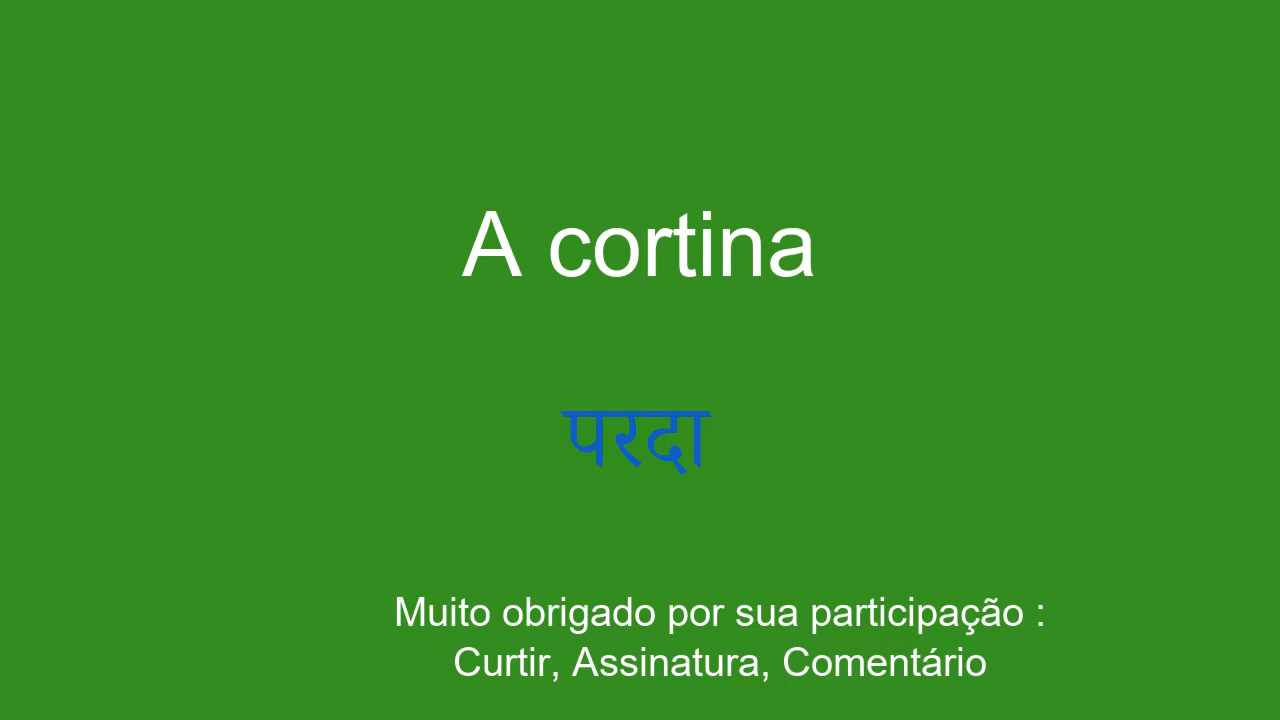 A cortina
परदा
Muito obrigado por sua participação :
Curtir, Assinatura, Comentário